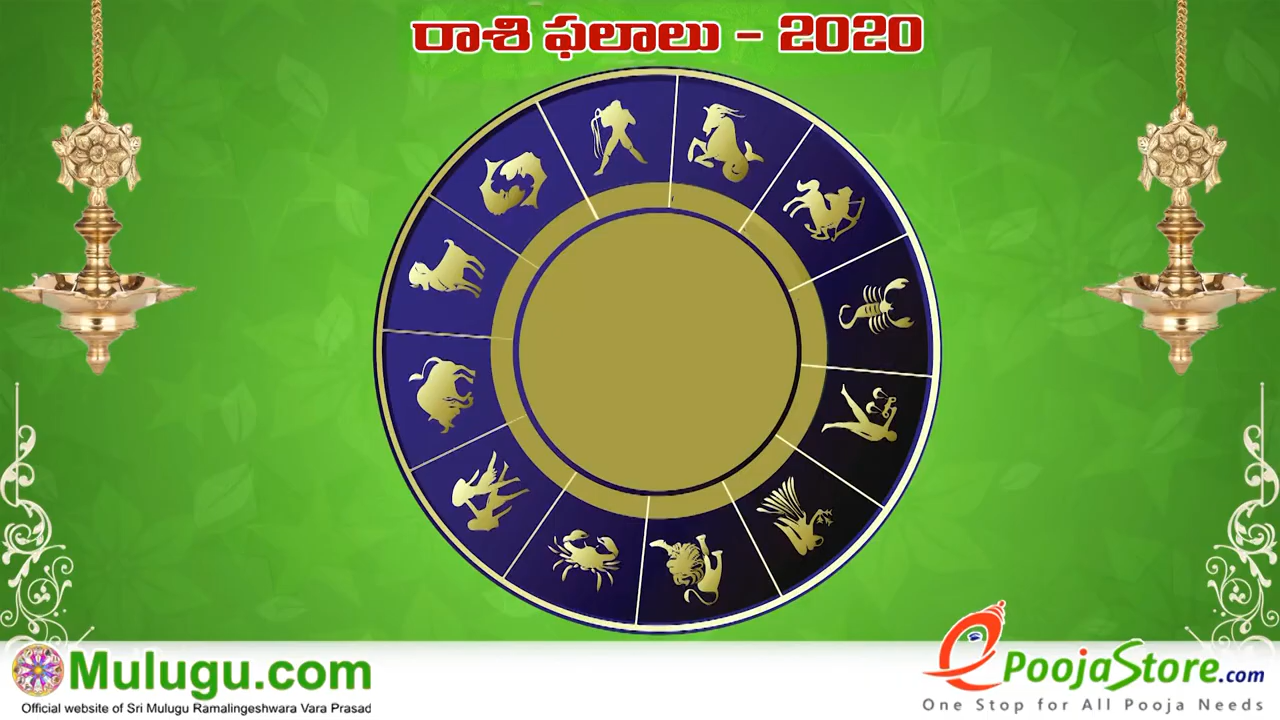 రాశి ఫలాలు - 2020
Mulugu.com
Official website of Sri Mulugu Ramalingeshwara Vara Prasad
ePoojaStore.com
One Stop for All Pooja Needs